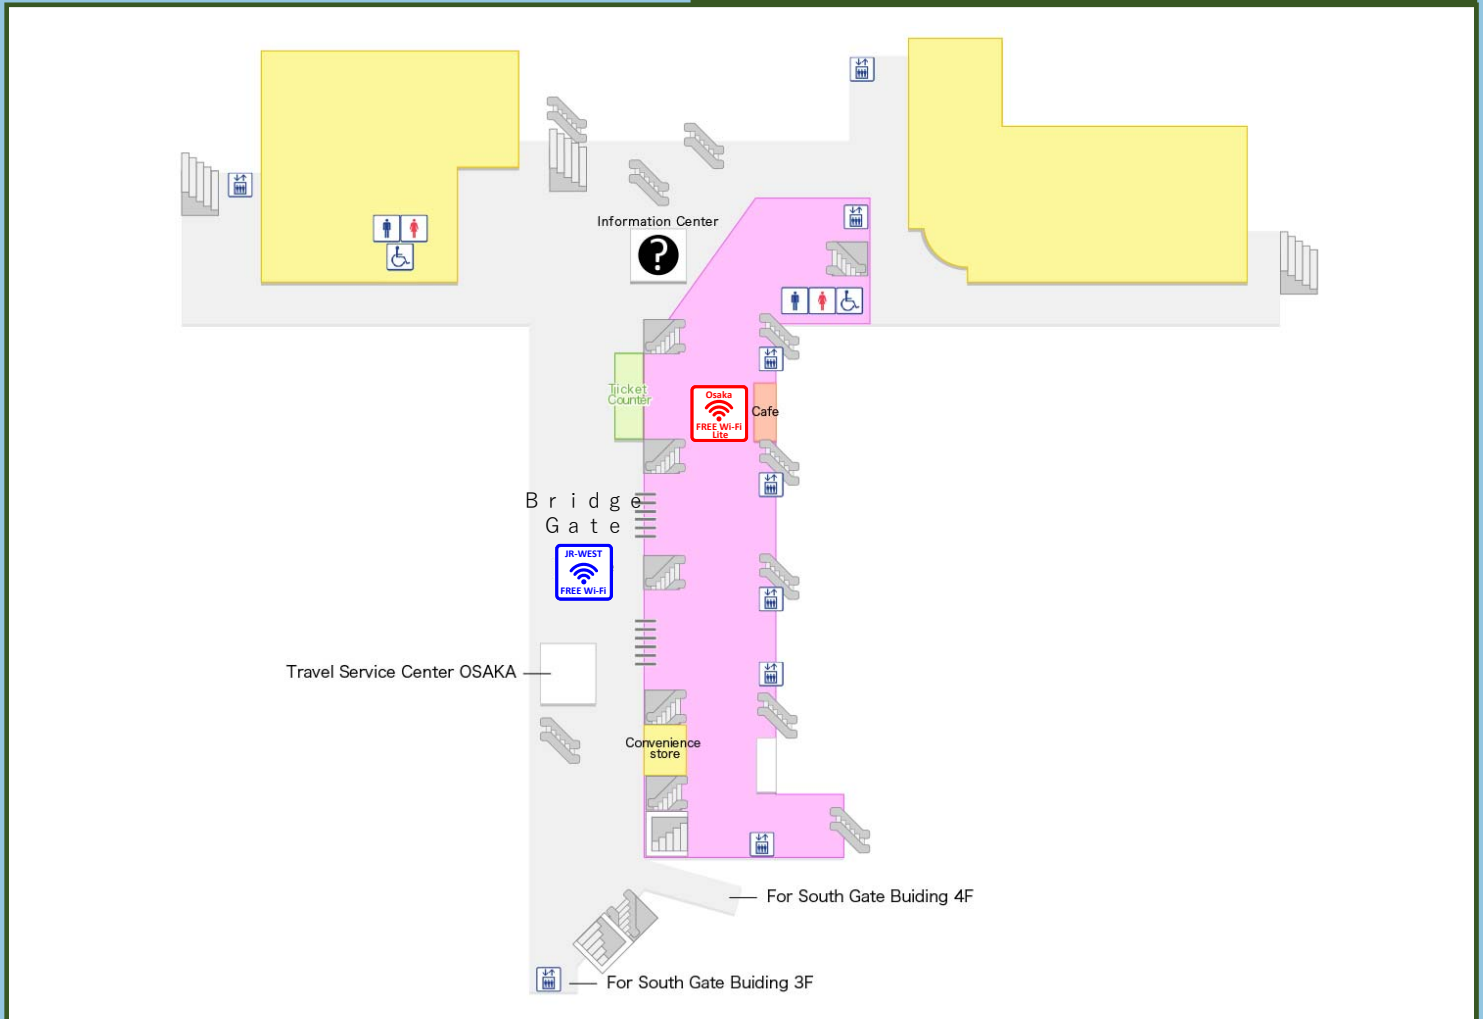 Information Center
?
Ticket
Counter
Osaka
FREE Wi-Fi
Lite
Cafe
Bridge
Gate
JR-WEST
FREE Wi-Fi
Travel Service Center OSAKA
Convenience
store
For South Gate Buiding 4F
For South Gate Buiding 3F